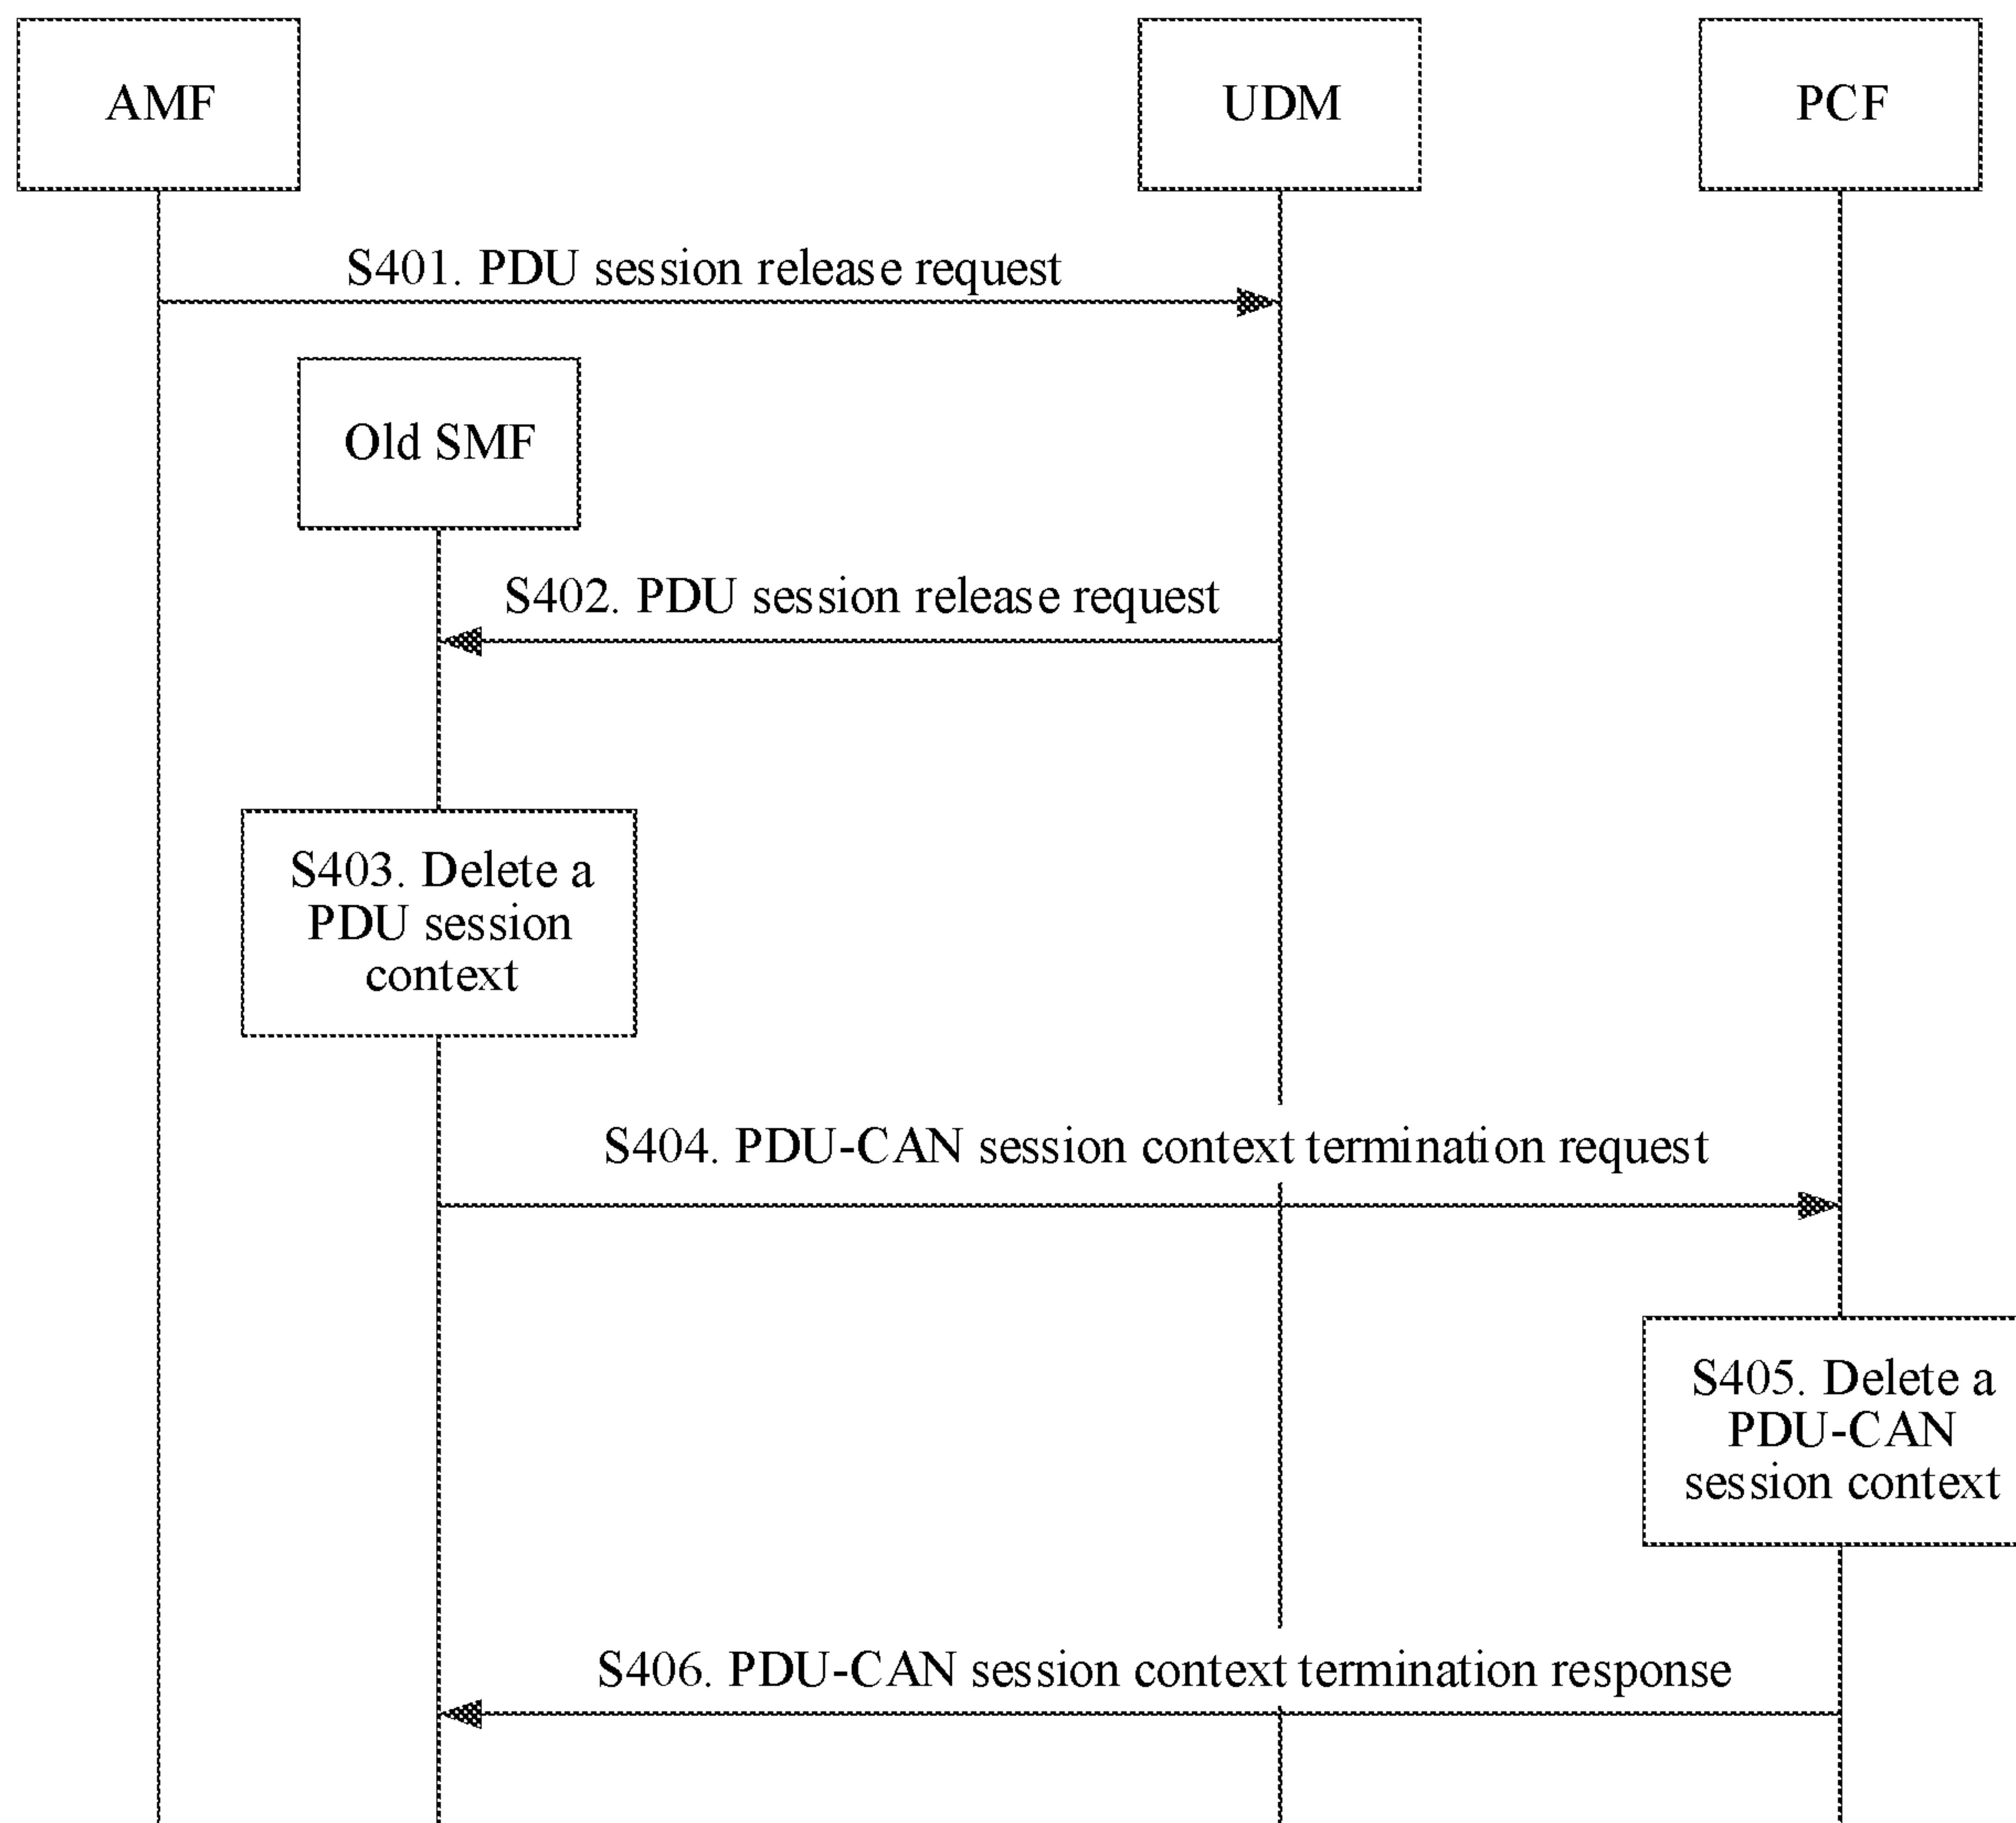 AMF
UDM
PCF
S401. PDU session release request
Old SMF
S402. PDU session release request
S403. Delete a
PDU session
context
S404. PDU-CAN session context termination request
S405. Delete a
PDU-CAN
session context
S406. PDU-CAN session context termination response